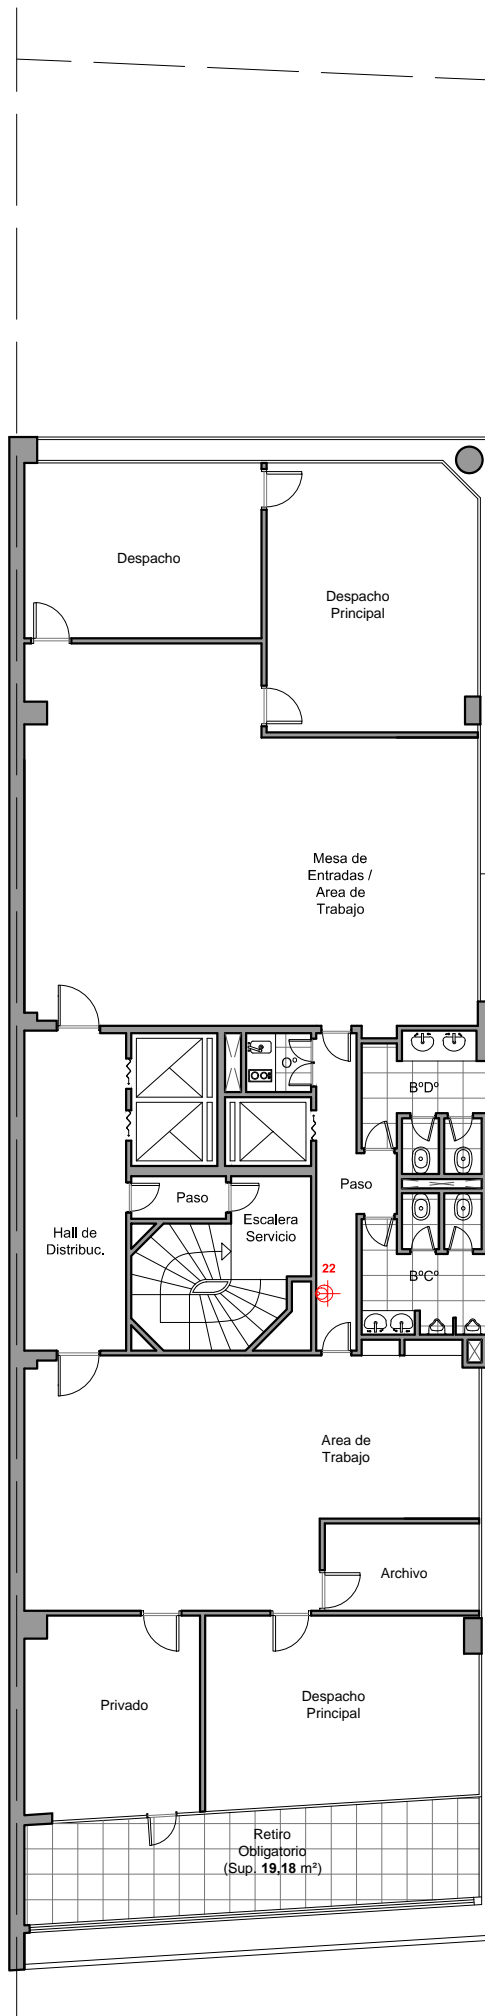 Despacho
Despacho
Principal
Mesa de
Entradas /
Area de
Trabajo
Oº
BºDº
Paso
Paso
Escalera
Servicio
Hall de
Distribuc.
22
BºCº
Area de
Trabajo
Archivo
Privado
Despacho
Principal
Retiro
Obligatorio
(Sup. 19,18 m²)